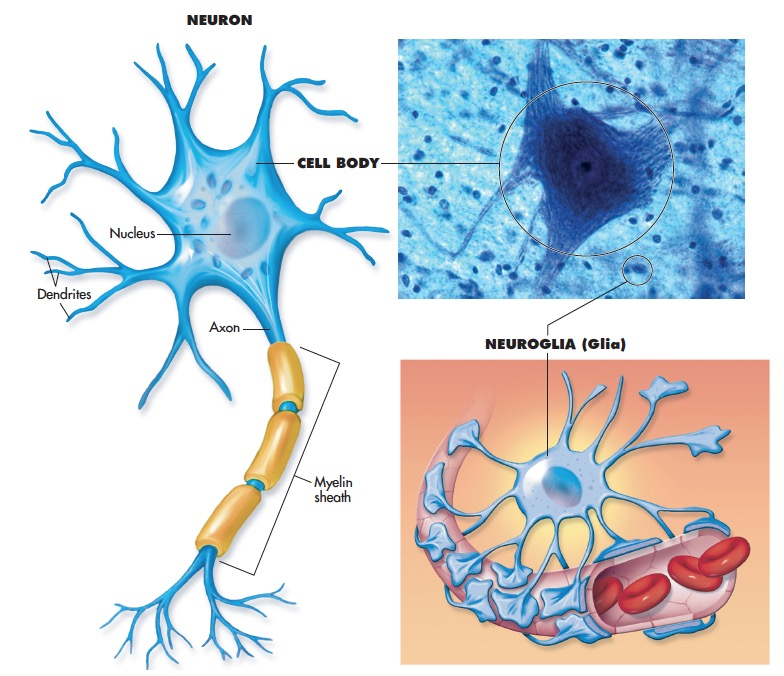 NEURON
CELL BODY
Nucleus
Dendrites
Axon
NEUROGLIA (Glia)
Myelin
sheath